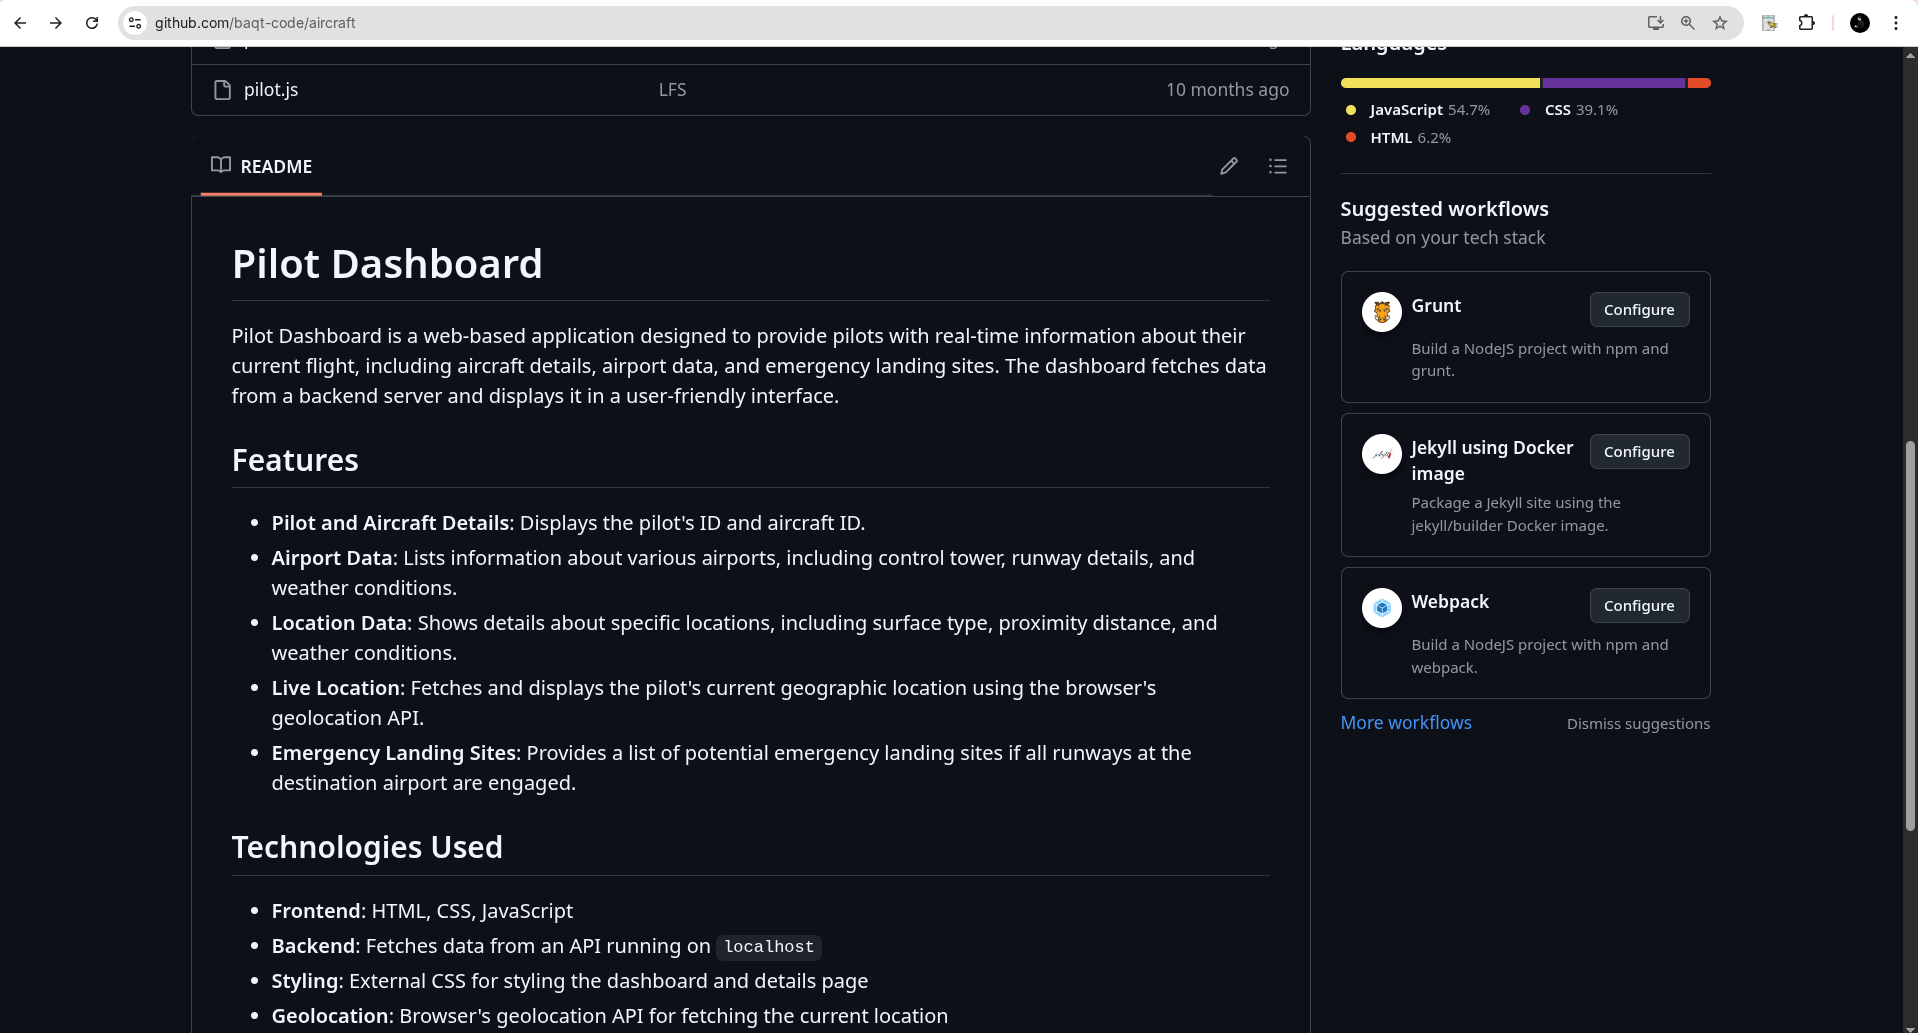 github.com/baqt-code/aircraft
Languages
pilot.js LFS 10 months ago
JavaScript 54.7% CSS 39.1%
HTML 6.2%
README
Pilot Dashboard
Pilot Dashboard is a web-based application designed to provide pilots with real-time information about their
current flight, including aircraft details, airport data, and emergency landing sites. The dashboard fetches data
from a backend server and displays it in a user-friendly interface.
Features
• Pilot and Aircraft Details: Displays the pilot's ID and aircraft ID.
• Airport Data: Lists information about various airports, including control tower, runway details, and
weather conditions.
• Location Data: Shows details about specific locations, including surface type, proximity distance, and
weather conditions.
• Live Location: Fetches and displays the pilot's current geographic location using the browser's
geolocation API.
• Emergency Landing Sites: Provides a list of potential emergency landing sites if all runways at the
destination airport are engaged.
Technologies Used
• Frontend: HTML, CSS, JavaScript
• Backend: Fetches data from an API running on localhost
• Styling: External CSS for styling the dashboard and details page
• Geolocation: Browser's geolocation API for fetching the current location
Suggested workflows
Based on your tech stack
Grunt
Configure
Build a NodeJS project with npm and
grunt.
Jekyll using Docker
image
Configure
Package a Jekyll site using the
jekyll/builder Docker image.
Webpack
Configure
Build a NodeJS project with npm and
webpack.
More workflows Dismiss suggestions